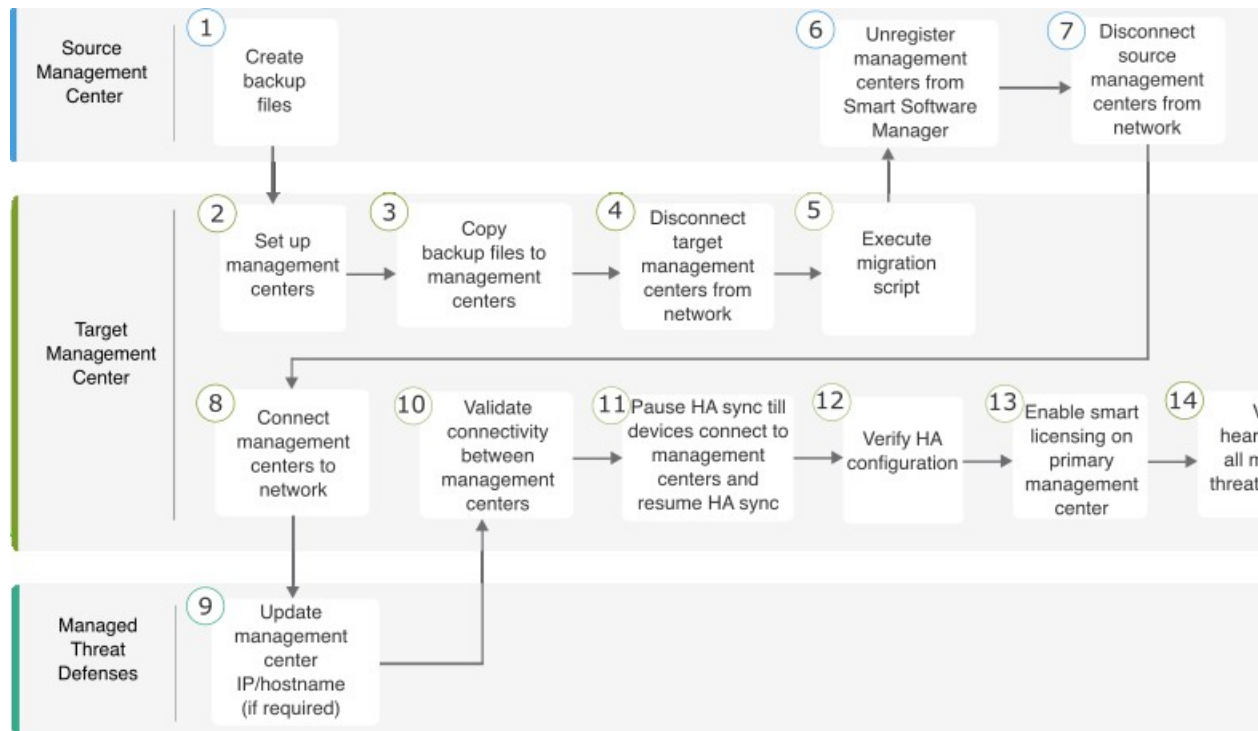 Source
Management
Center
1
Create
backup
files
6
Unregister
management
centers from
Smart Software
Manager
7
Disconnect
source
management
centers from
network
Target
Management
Center
2
Set up
management
centers
3
Copy
backup files to
management
centers
4
Disconnect
target
management
centers from
network
5
Execute
migration
script
8
Connect
management
centers to
network
10
Validate
connectivity
between
management
centers
11
Pause HA sync till
devices connect to
management
centers and
resume HA sync
12
Verify HA
configuration
13
Enable smart
licensing on
primary
management
center
14
all
Managed
Threat
Defenses
9
Update
management
center
IP/hostname
(if required)